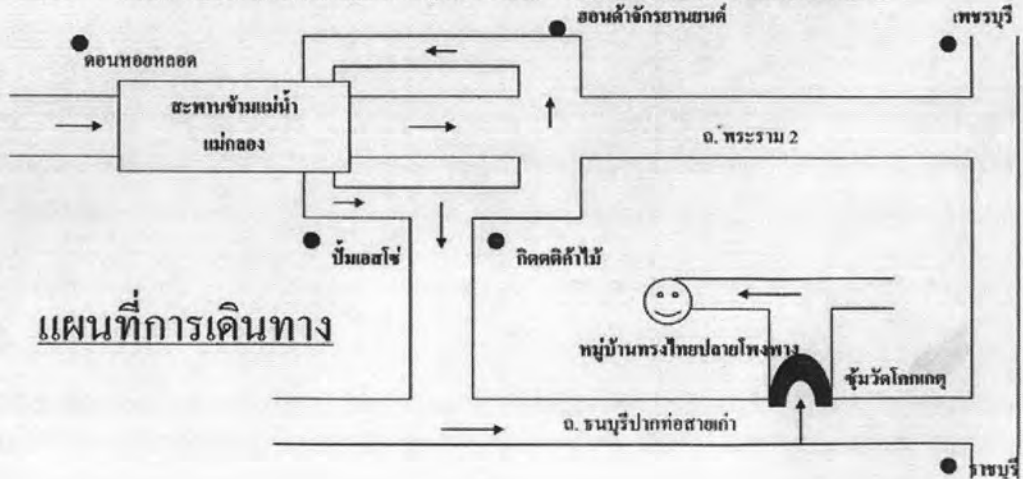 ฮอนด้าจักรยานยนต์
เพชรบุรี
ดอนหอยหลอด
สะพานข้ามแม่น้ำ
แม่กลอง
ถ. พระราม 2
ปั๊มเอสโซ่
กิตตติค้าไม้
แผนที่การเดินทาง
หมู่บ้านทรงไทยปลายโพงพาง
ซุ้มวัดโคกเกตุ
ถ. ธนบุรีปากท่อสายเก่า
ราชบุรี